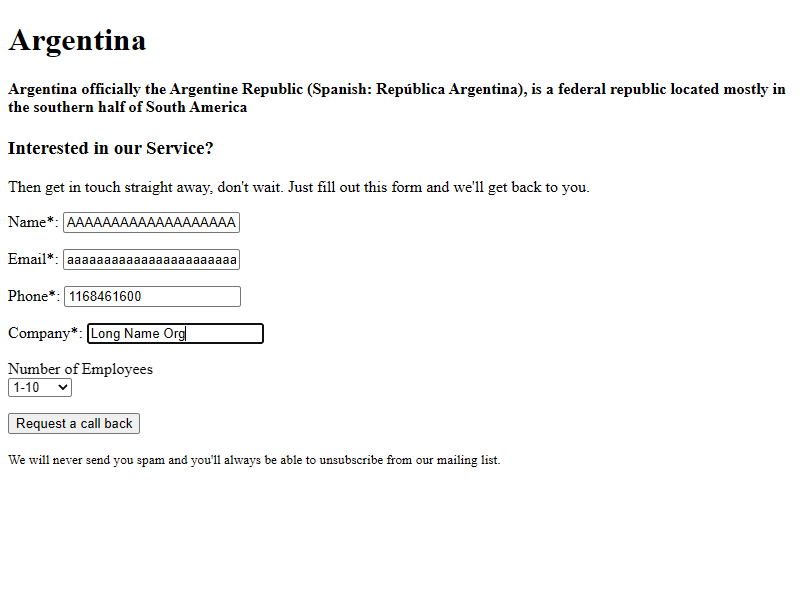 Argentina
Argentina officially the Argentine Republic (Spanish: República Argentina), is a federal republic located mostly in
the southern half of South America
Interested in our Service?
Then get in touch straight away, don't wait. Just fill out this form and we'll get back to you.
Name*: AAAAAAAAAAAAAAAAAAA
Email*: aaaaaaaaaaaaaaaaaaaaaaa
Phone*: 1168461600
Company*: Long Name Org
Number of Employees
1-10
Request a call back
We will never send you spam and you'll always be able to unsubscribe from our mailing list.